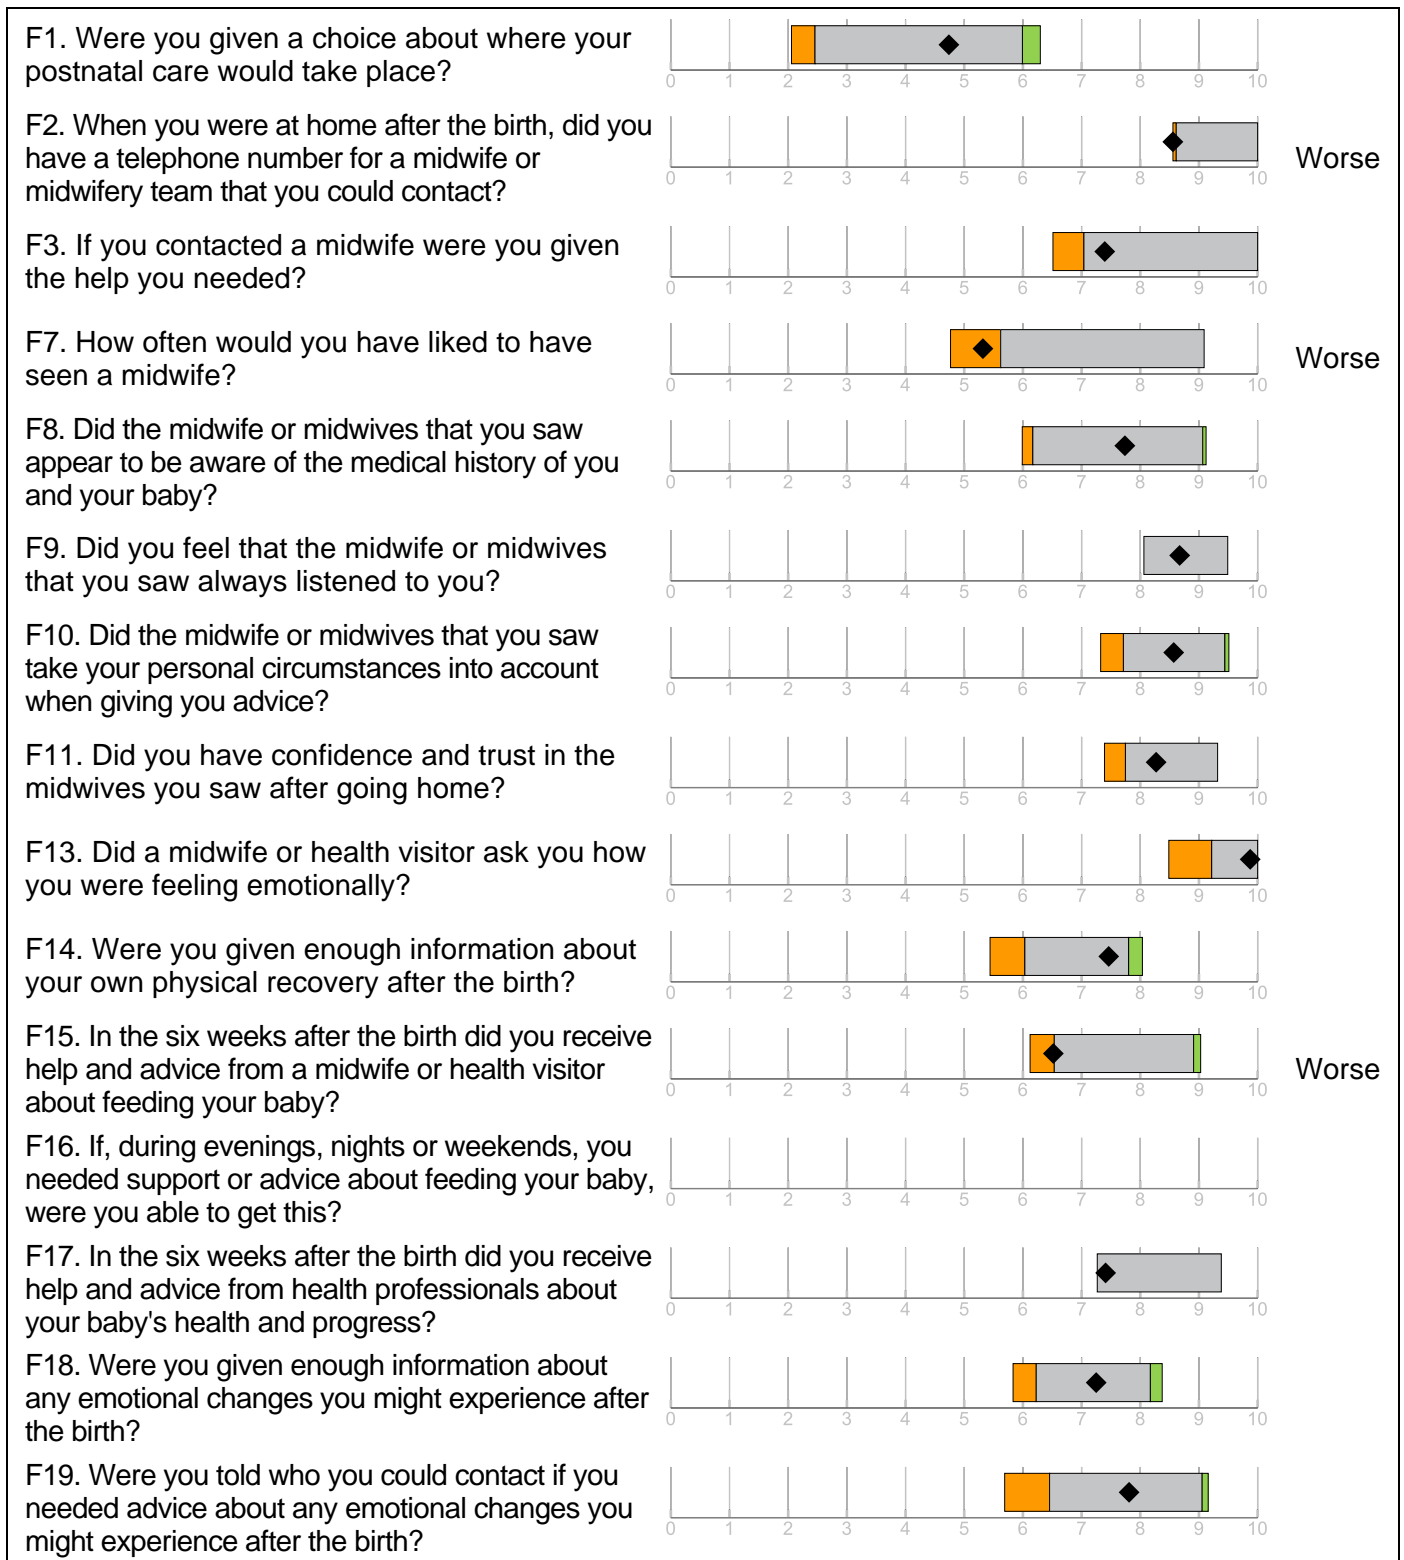 F1. Were you given a choice about where your
postnatal care would take place?
0 1 2 3 4 5 6 7 8 9 10
F2. When you were at home after the birth, did you
have a telephone number for a midwife or
midwifery team that you could contact?
Worse
0 1 2 3 4 5 6 7 8 9 10
F3. If you contacted a midwife were you given
the help you needed?
0 1 2 3 4 5 6 7 8 9 10
F7. How often would you have liked to have
seen a midwife?
Worse
0 1 2 3 4 5 6 7 8 9 10
F8. Did the midwife or midwives that you saw
appear to be aware of the medical history of you
and your baby?
0 1 2 3 4 5 6 7 8 9 10
F9. Did you feel that the midwife or midwives
that you saw always listened to you?
0 1 2 3 4 5 6 7 8 9 10
F10. Did the midwife or midwives that you saw
take your personal circumstances into account
when giving you advice?
0 1 2 3 4 5 6 7 8 9 10
F11. Did you have confidence and trust in the
midwives you saw after going home?
0 1 2 3 4 5 6 7 8 9 10
F13. Did a midwife or health visitor ask you how
you were feeling emotionally?
0 1 2 3 4 5 6 7 8 9 10
F14. Were you given enough information about
your own physical recovery after the birth?
0 1 2 3 4 5 6 7 8 9 10
F15. In the six weeks after the birth did you receive
help and advice from a midwife or health visitor
about feeding your baby?
Worse
0 1 2 3 4 5 6 7 8 9 10
F16. If, during evenings, nights or weekends, you
needed support or advice about feeding your baby,
were you able to get this?
0 1 2 3 4 5 6 7 8 9 10
F17. In the six weeks after the birth did you receive
help and advice from health professionals about
your baby's health and progress?
0 1 2 3 4 5 6 7 8 9 10
F18. Were you given enough information about
any emotional changes you might experience after
the birth?
0 1 2 3 4 5 6 7 8 9 10
F19. Were you told who you could contact if you
needed advice about any emotional changes you
might experience after the birth?
0 1 2 3 4 5 6 7 8 9 10